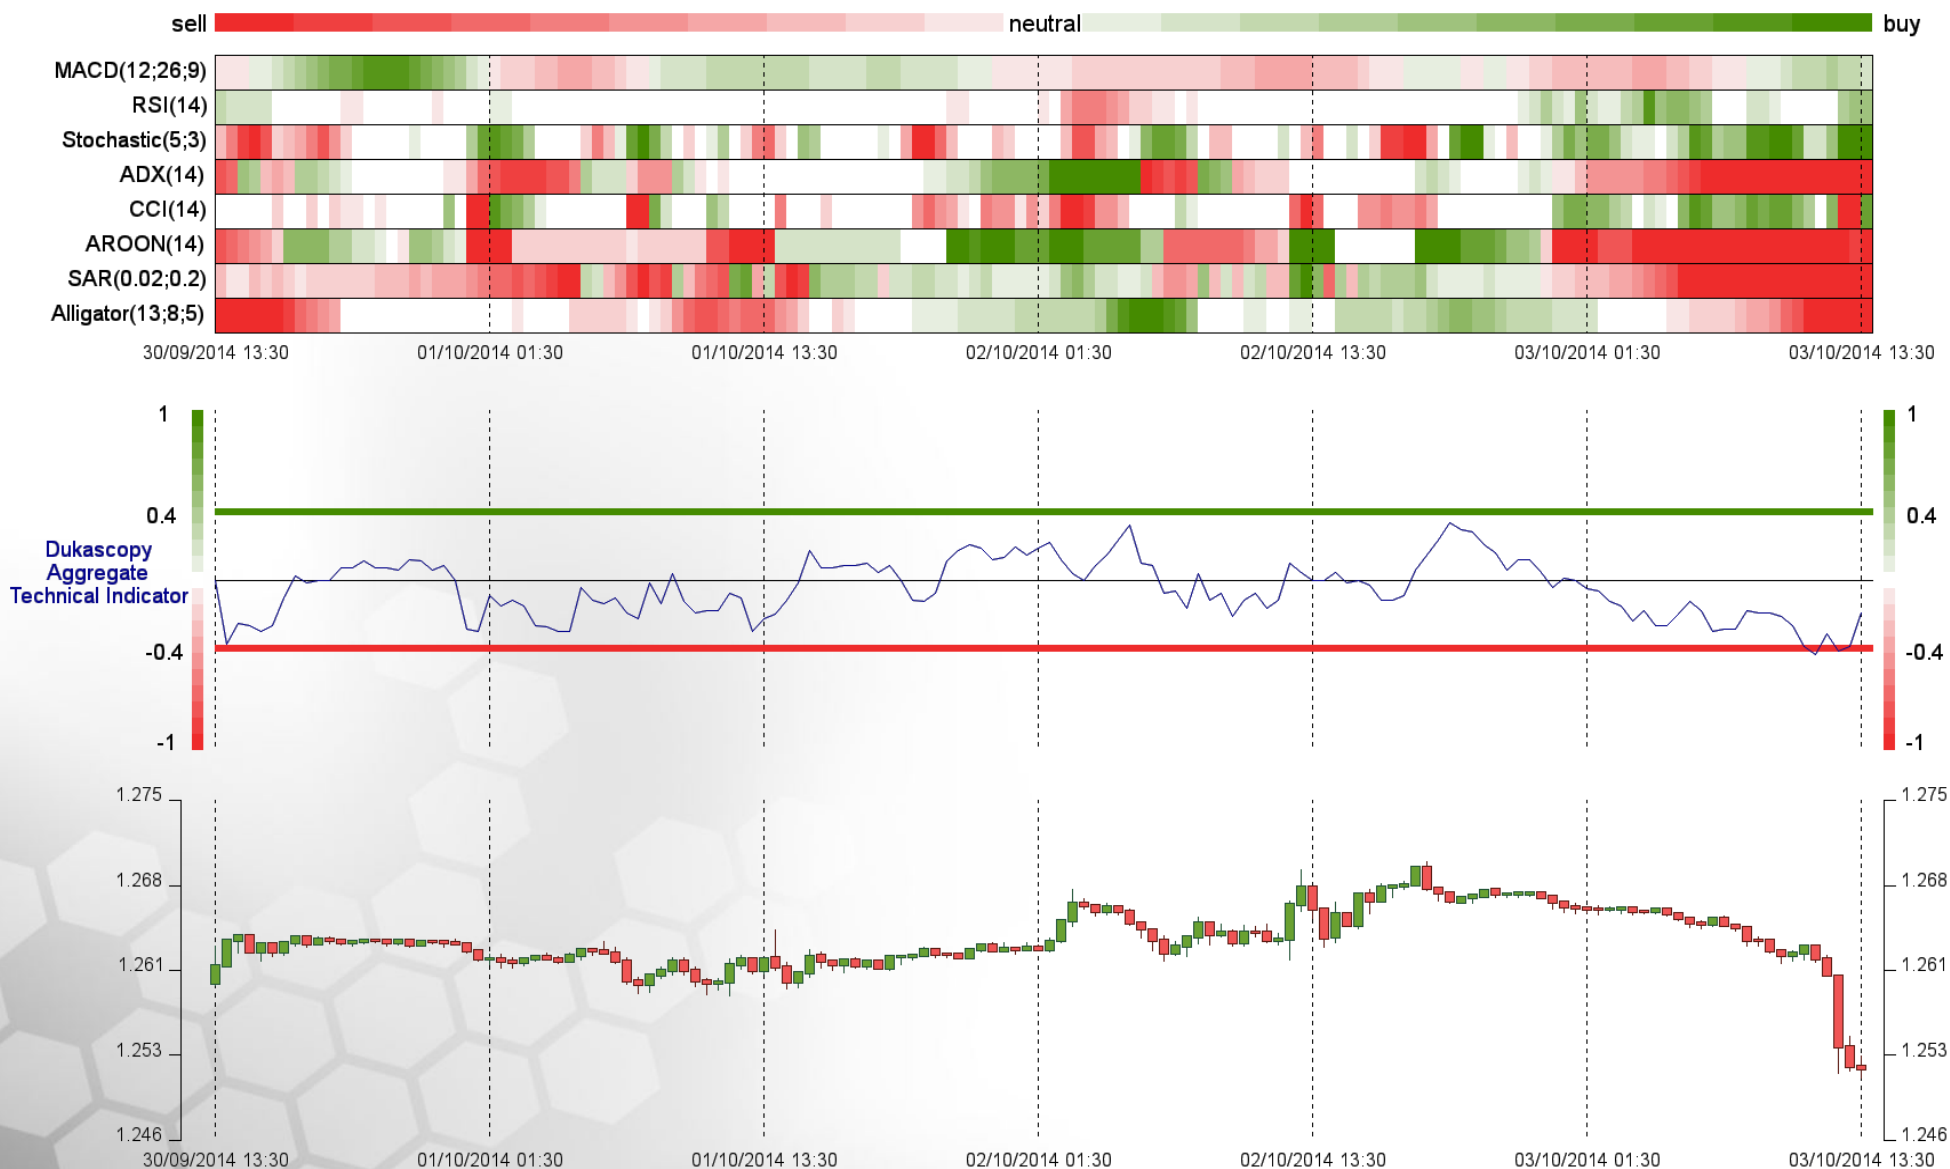 sell neutral buy
MACD(12;26;9)
RSI(14)
Stochastic(5;3)
ADX(14)
CCI(14)
AROON(14)
SAR(0.02;0.2)
Alligator(13;8;5)
30/09/2014 13:30 01/10/2014 01:30 01/10/2014 13:30 02/10/2014 01:30 02/10/2014 13:30 03/10/2014 01:30 03/10/2014 13:30
1 1
0.4 0.4
Dukascopy
Aggregate
Technical Indicator
-0.4 -0.4
-1 -1
1.275 1.275
1.268 1.268
1.261 1.261
1.253 1.253
1.246 1.246
30/09/2014 13:30 01/10/2014 01:30 01/10/2014 13:30 02/10/2014 01:30 02/10/2014 13:30 03/10/2014 01:30 03/10/2014 13:30